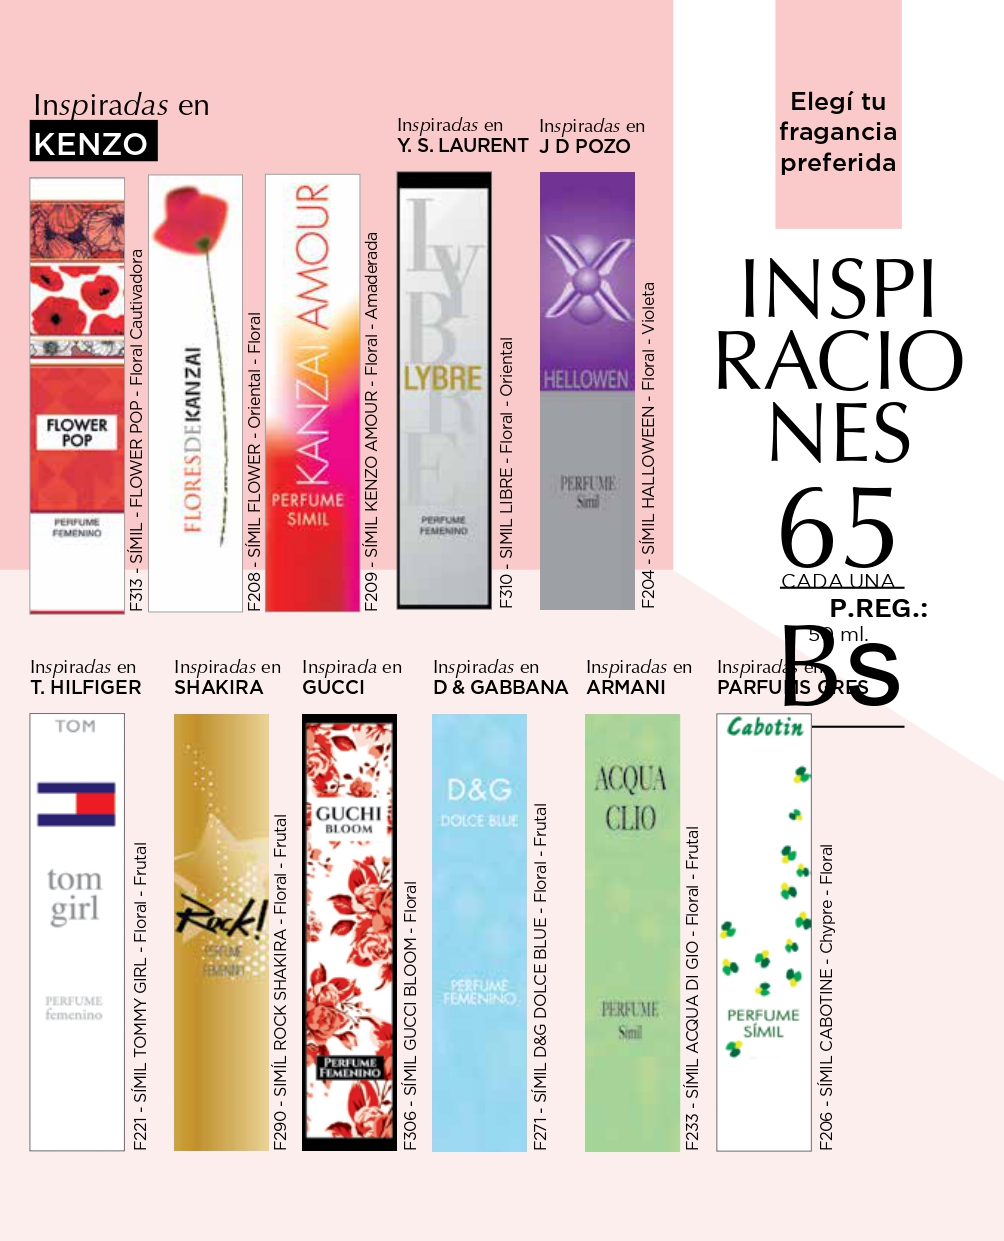 Inspiradas en
KENZO
Inspiradas en
Y. S. LAURENT
Inspiradas en
J D POZO
Elegí tu
fragancia
preferida
FLOWER
POP
PERFUME
FEMENINO
F313 - SÍMIL - FLOWER POP - Floral Cautivadora
FLORESDEKANZAI
F208 - SÍMIL FLOWER - Oriental - Floral
KANZAI AMOUR
PERFUME
SIMIL
F209 - SÍMIL KENZO AMOUR - Floral - Amaderada
LYBRE
LYBRE
PERFUME
FEMENINO
F310 - SIMIL LIBRE - Floral - Oriental
HELLOWEN
PERFUME
Simil
F204 - SÍMIL HALLOWEEN - Floral - Violeta
INSPI
RACIO
NES
65
CADA UNA
P.REG.:
50 ml.
Bs
Inspiradas en
T. HILFIGER
Inspiradas en
SHAKIRA
Inspirada en
GUCCI
Inspiradas en
D & GABBANA
Inspiradas en
ARMANI
Inspiradas en
PARFUMS GRES
TOM
tom
girl
PERFUME
femenino
F221 - SÍMIL TOMMY GIRL - Floral - Frutal
Rock!
PERFUME
FEMENINO
F290 - SIMÍL ROCK SHAKIRA - Floral - Frutal
GUCHI
BLOOM
PERFUME
FEMENINO
F306 - SÍMIL GUCCI BLOOM - Floral
D&G
DOLCE BLUE
PERFUME
FEMENINO
F271 - SÍMIL D&G DOLCE BLUE - Floral - Frutal
ACQUA
CLIO
PERFUME
Simil
F233 - SÍMIL ACQUA DI GIO - Floral - Frutal
Cabotin
PERFUME
SÍMIL
F206 - SÍMIL CABOTINE - Chypre - Floral